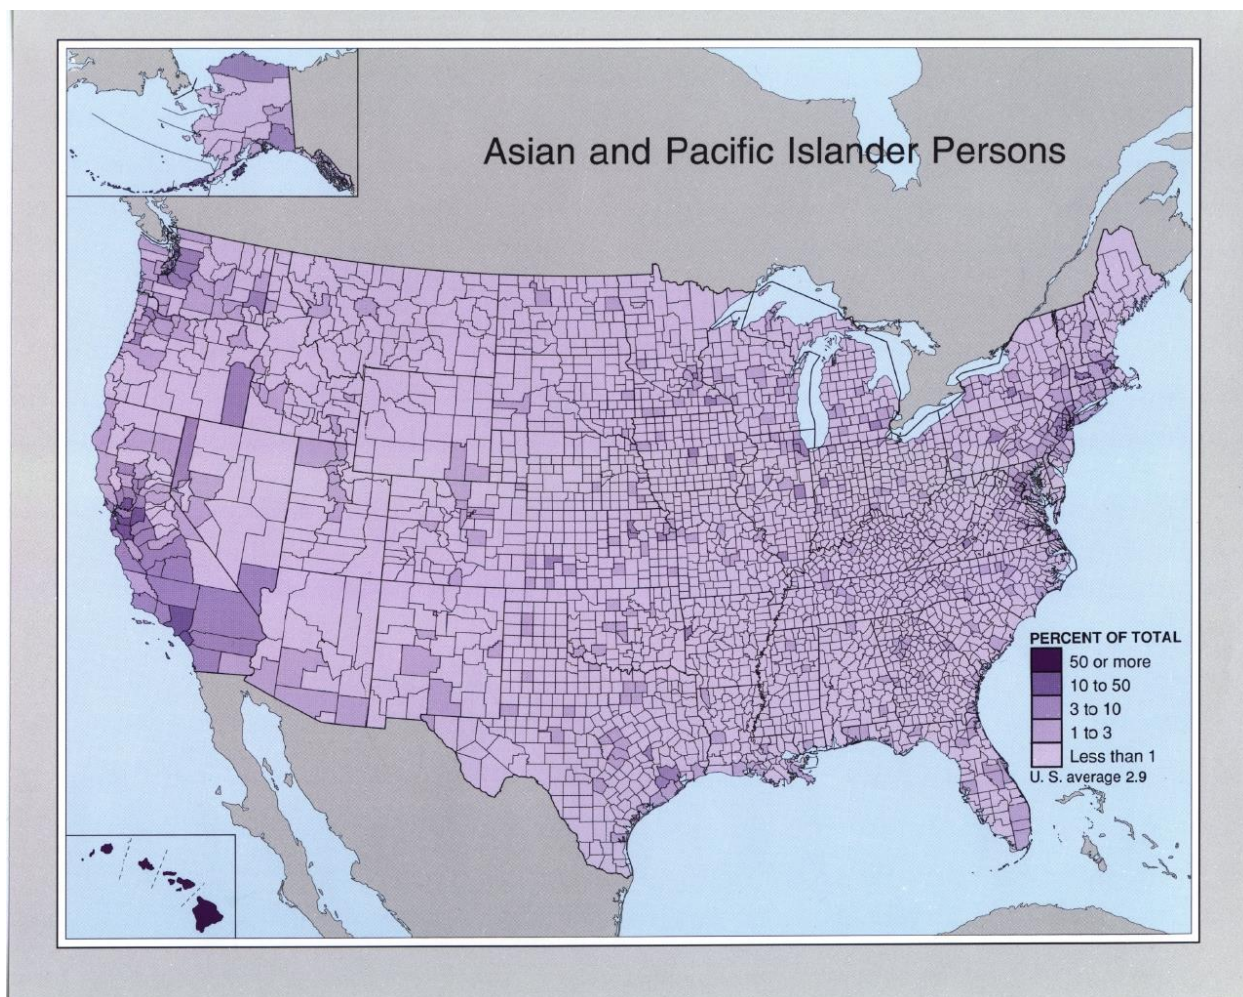 Asian and Pacific Islander Persons
PERCENT OF TOTAL
50 or more
10 to 50
3 to 10
1 to 3
Less than 1
U. S. average 2.9